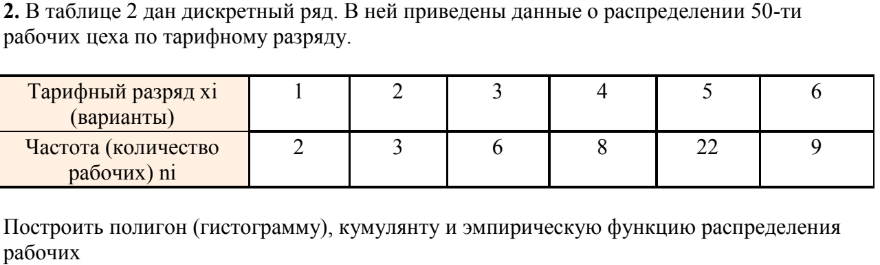 2. В таблице 2 дан дискретный ряд. В ней приведены данные о распределении 50-ти
рабочих цеха по тарифному разряду.
Тарифный разряд xi 1 2 3 4 5 6
(варианты)
Частота (количество 2 3 6 8 22 9
рабочих) ni
Построить полигон (гистограмму), кумулянту и эмпирическую функцию распределения
рабочих